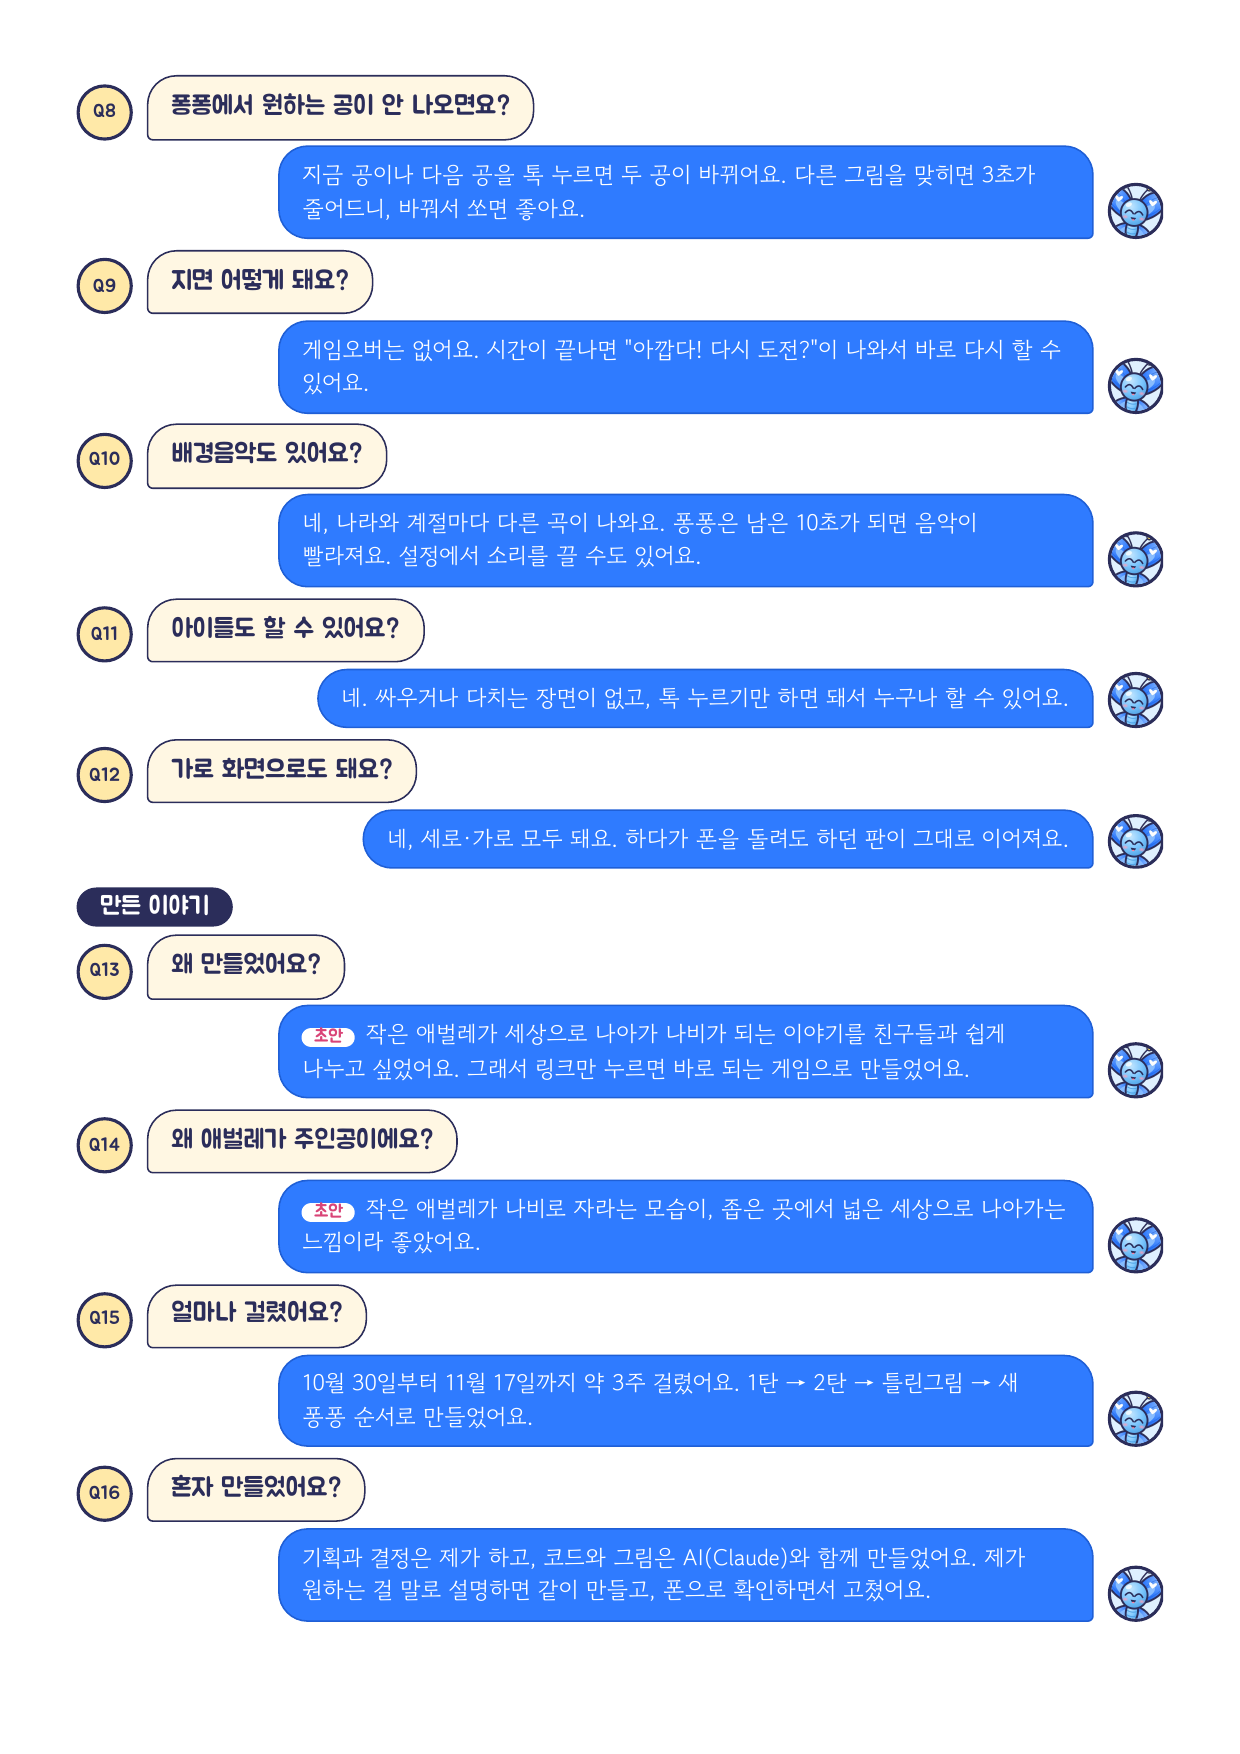 Q8
퐁퐁에서 원하는 공이 안 나오면요?
지금 공이나 다음 공을 톡 누르면 두 공이 바뀌어요. 다른 그림을 맞히면 3초가
줄어드니, 바꿔서 쏘면 좋아요.
Q9
지면 어떻게 돼요?
게임오버는 없어요. 시간이 끝나면 "아깝다! 다시 도전?"이 나와서 바로 다시 할 수
있어요.
Q10
배경음악도 있어요?
네, 나라와 계절마다 다른 곡이 나와요. 퐁퐁은 남은 10초가 되면 음악이
빨라져요. 설정에서 소리를 끌 수도 있어요.
Q11
아이들도 할 수 있어요?
네. 싸우거나 다치는 장면이 없고, 톡 누르기만 하면 돼서 누구나 할 수 있어요.
Q12
가로 화면으로도 돼요?
네, 세로·가로 모두 돼요. 하다가 폰을 돌려도 하던 판이 그대로 이어져요.
만든 이야기
Q13
왜 만들었어요?
초안 작은 애벌레가 세상으로 나아가 나비가 되는 이야기를 친구들과 쉽게
나누고 싶었어요. 그래서 링크만 누르면 바로 되는 게임으로 만들었어요.
Q14
왜 애벌레가 주인공이에요?
초안 작은 애벌레가 나비로 자라는 모습이, 좁은 곳에서 넓은 세상으로 나아가는
느낌이라 좋았어요.
Q15
얼마나 걸렸어요?
10월 30일부터 11월 17일까지 약 3주 걸렸어요. 1탄 → 2탄 → 틀린그림 → 새
퐁퐁 순서로 만들었어요.
Q16
혼자 만들었어요?
기획과 결정은 제가 하고, 코드와 그림은 AI(Claude)와 함께 만들었어요. 제가
원하는 걸 말로 설명하면 같이 만들고, 폰으로 확인하면서 고쳤어요.